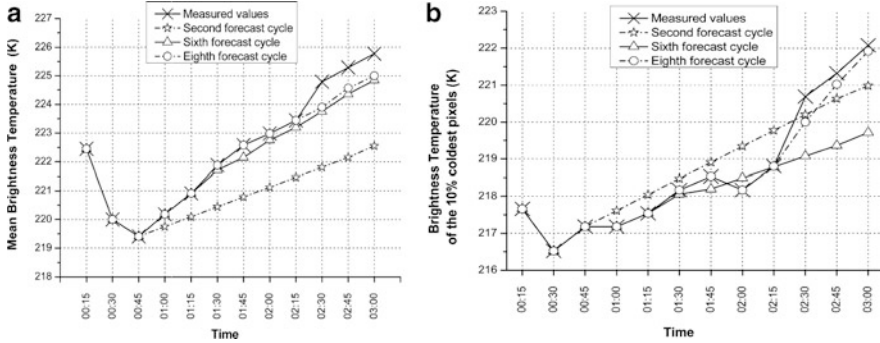 a
Measured values
Second forecast cycle
Sixth forecast cycle
Eighth forecast cycle
Mean Brightness Temperature (K)
227
226
225
224
223
222
221
220
219
218
00:15
00:30
00:45
01:00
01:15
01:30
01:45
02:00
02:15
02:30
02:45
03:00
Time
b
Measured values
Second forecast cycle
Sixth forecast cycle
Eighth forecast cycle
Brightness Temperature
of the 10% coldest pixels (K)
223
222
221
220
219
218
217
216
00:15
00:30
00:45
01:00
01:15
01:30
01:45
02:00
02:15
02:30
02:45
03:00
Time